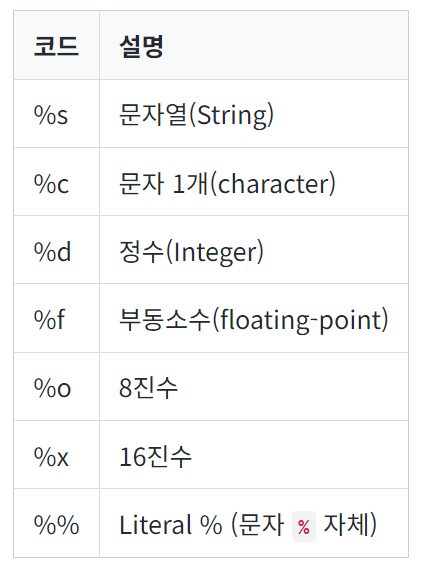 코드 설명
%s 문자열(String)
%c 문자 1개(character)
%d 정수(Integer)
%f 부동소수(floating-point)
%o 8진수
%x 16진수
%% Literal % (문자 % 자체)